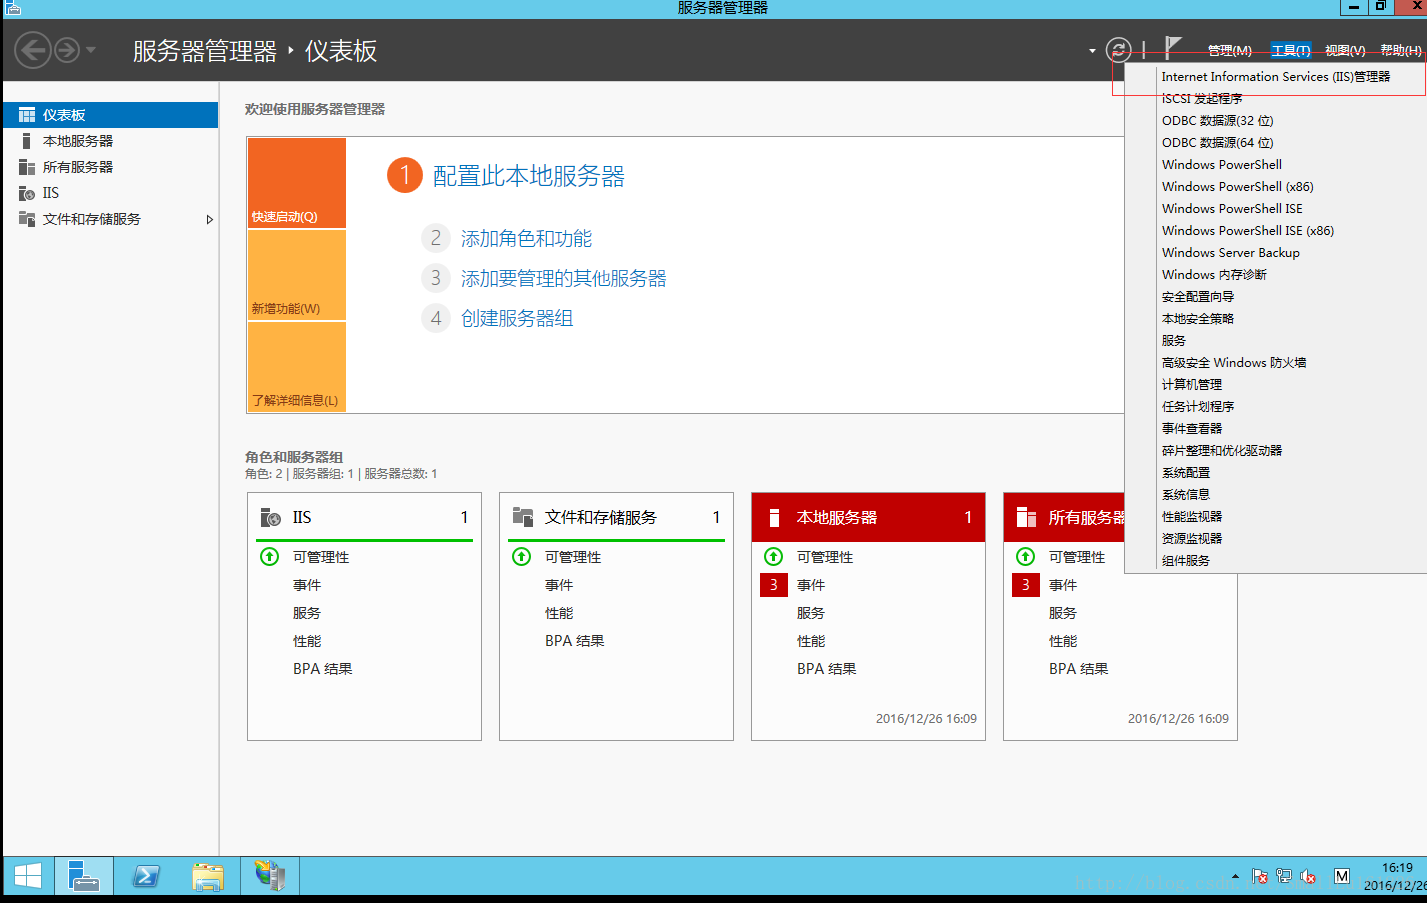 服务器管理器
服务器管理器 ‣ 仪表板
管理(M) 工具(T) 视图(V) 帮助(H)
Internet Information Services (IIS)管理器
iSCSI 发起程序
ODBC 数据源(32 位)
ODBC 数据源(64 位)
Windows PowerShell
Windows PowerShell (x86)
Windows PowerShell ISE
Windows PowerShell ISE (x86)
Windows Server Backup
Windows 内存诊断
安全配置向导
本地安全策略
服务
高级安全 Windows 防火墙
计算机管理
任务计划程序
事件查看器
碎片整理和优化驱动器
系统配置
系统信息
性能监视器
资源监视器
组件服务
仪表板
本地服务器
所有服务器
IIS
文件和存储服务
欢迎使用服务器管理器
快速启动(Q)
新增功能(W)
了解详细信息(L)
1 配置此本地服务器
2 添加角色和功能
3 添加要管理的其他服务器
4 创建服务器组
角色和服务器组
角色: 2 | 服务器组: 1 | 服务器总数: 1
IIS 1
可管理性
事件
服务
性能
BPA 结果
文件和存储服务 1
可管理性
事件
性能
BPA 结果
本地服务器 1
可管理性
3 事件
服务
性能
BPA 结果
2016/12/26 16:09
所有服务器
可管理性
3 事件
服务
性能
BPA 结果
2016/12/26 16:09
M
16:19
2016/12/26